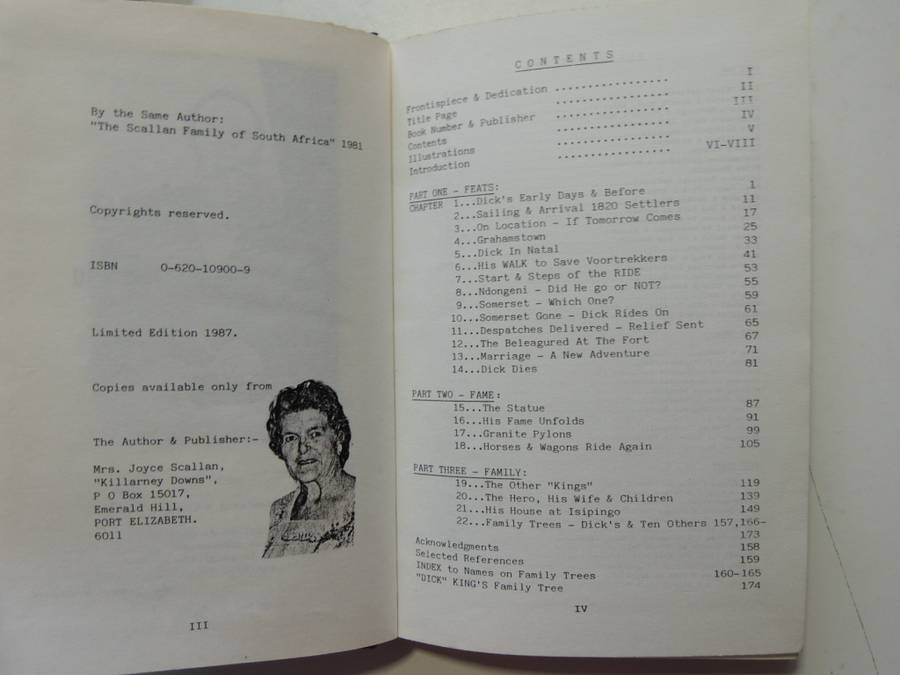 By the Same Author:
"The Scallan Family of South Africa" 1981
Copyrights reserved.
ISBN 0-620-10900-9
Limited Edition 1987.
Copies available only from
The Author & Publisher:-
Mrs. Joyce Scallan,
"Killarney Downs",
P O Box 15017,
Emerald Hill,
PORT ELIZABETH.
6011
III
CONTENTS
Frontispiece & Dedication ................. I
Title Page ................. II
Book Number & Publisher ................. III
Contents ................. IV
Illustrations ................. V
Introduction ................. VI-VIII
PART ONE - FEATS:
CHAPTER 1...Dick's Early Days & Before 1
2...Sailing & Arrival 1820 Settlers 11
3...On Location - If Tomorrow Comes 17
4...Grahamstown 25
5...Dick In Natal 33
6...His WALK to Save Voortrekkers 41
7...Start & Steps of the RIDE 53
8...Ndongeni - Did He go or NOT? 55
9...Somerset - Which One? 59
10...Somerset Gone - Dick Rides On 61
11...Despatches Delivered - Relief Sent 65
12...The Beleagured At The Fort 67
13...Marriage - A New Adventure 71
14...Dick Dies 81
PART TWO - FAME:
15...The Statue 87
16...His Fame Unfolds 91
17...Granite Pylons 99
18...Horses & Wagons Ride Again 105
PART THREE - FAMILY:
19...The Other "Kings" 119
20...The Hero, His Wife & Children 139
21...His House at Isipingo 149
22...Family Trees - Dick's & Ten Others 157,166-
173
Acknowledgments 158
Selected References 159
INDEX to Names on Family Trees 160-165
"DICK" KING'S Family Tree 174
IV